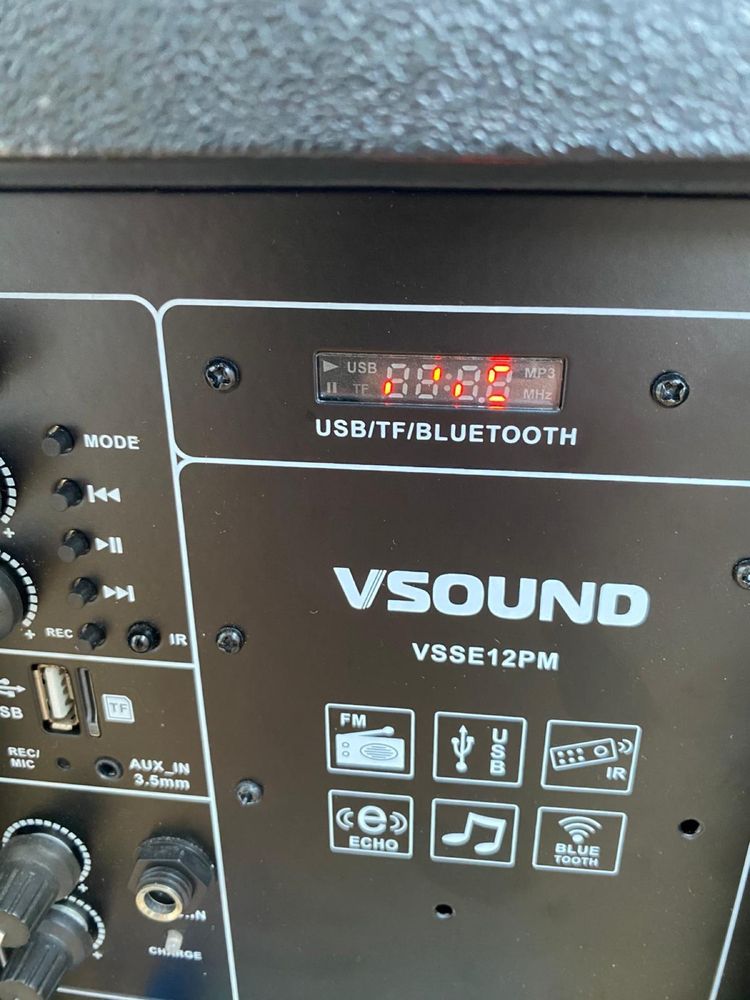 USB
MP3
TF
MHz
USB/TF/BLUETOOTH
MODE
REC
IR
VSOUND
VSSE12PM
TF
REC/
MIC
AUX_IN
3.5mm
CHARGE
FM
USB
IR
ECHO
BLUE
TOOTH